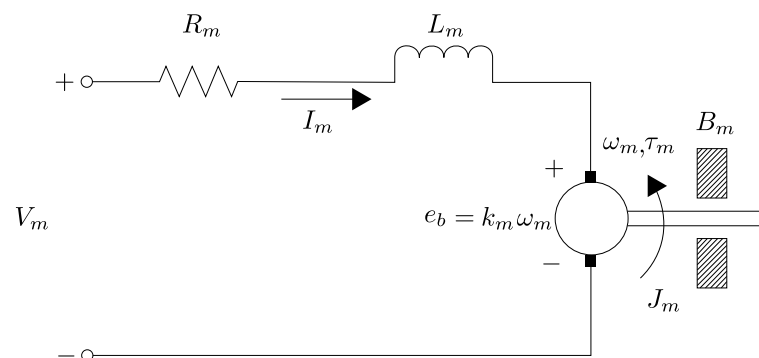 R_m
L_m
+
I_m
B_m
ω_m,τ_m
+
V_m
e_b = k_m ω_m
−
J_m
−